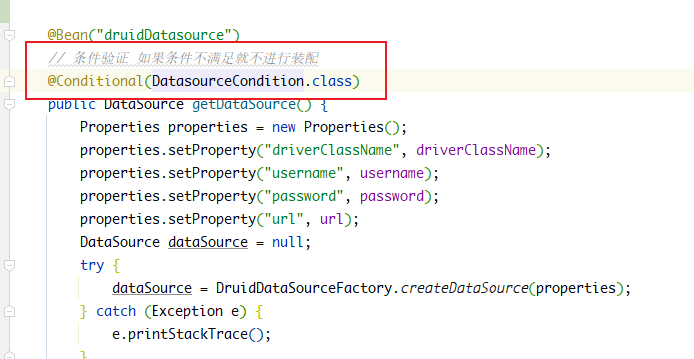 @Bean("druidDatasource")
// 条件验证 如果条件不满足就不进行装配
@Conditional(DatasourceCondition.class)
public DataSource getDataSource() {
Properties properties = new Properties();
properties.setProperty("driverClassName", driverClassName);
properties.setProperty("username", username);
properties.setProperty("password", password);
properties.setProperty("url", url);
DataSource dataSource = null;
try {
dataSource = DruidDataSourceFactory.createDataSource(properties);
} catch (Exception e) {
e.printStackTrace();
}